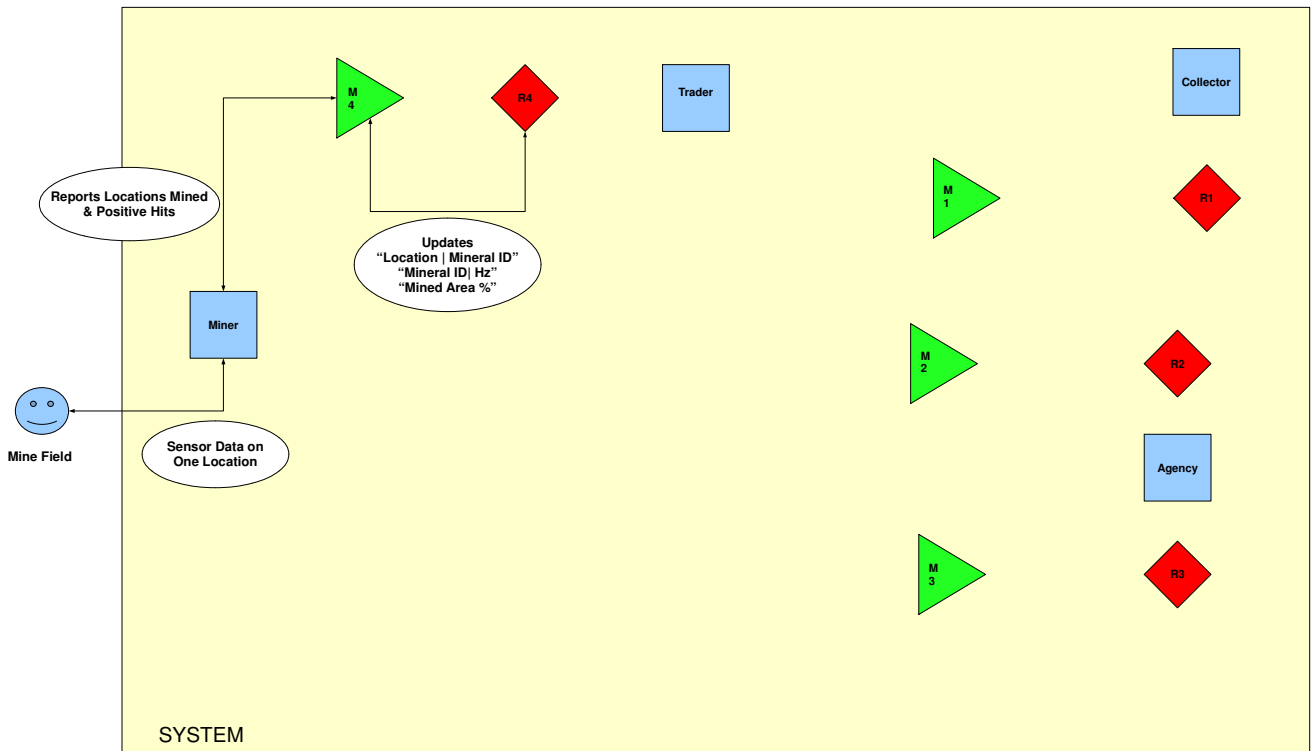 M
4
R4
Trader
Collector
Reports Locations Mined
& Positive Hits
M
1
R1
Updates
“Location | Mineral ID”
“Mineral ID| Hz”
“Mined Area %”
Miner
M
2
R2
Mine Field
Sensor Data on
One Location
Agency
M
3
R3
SYSTEM